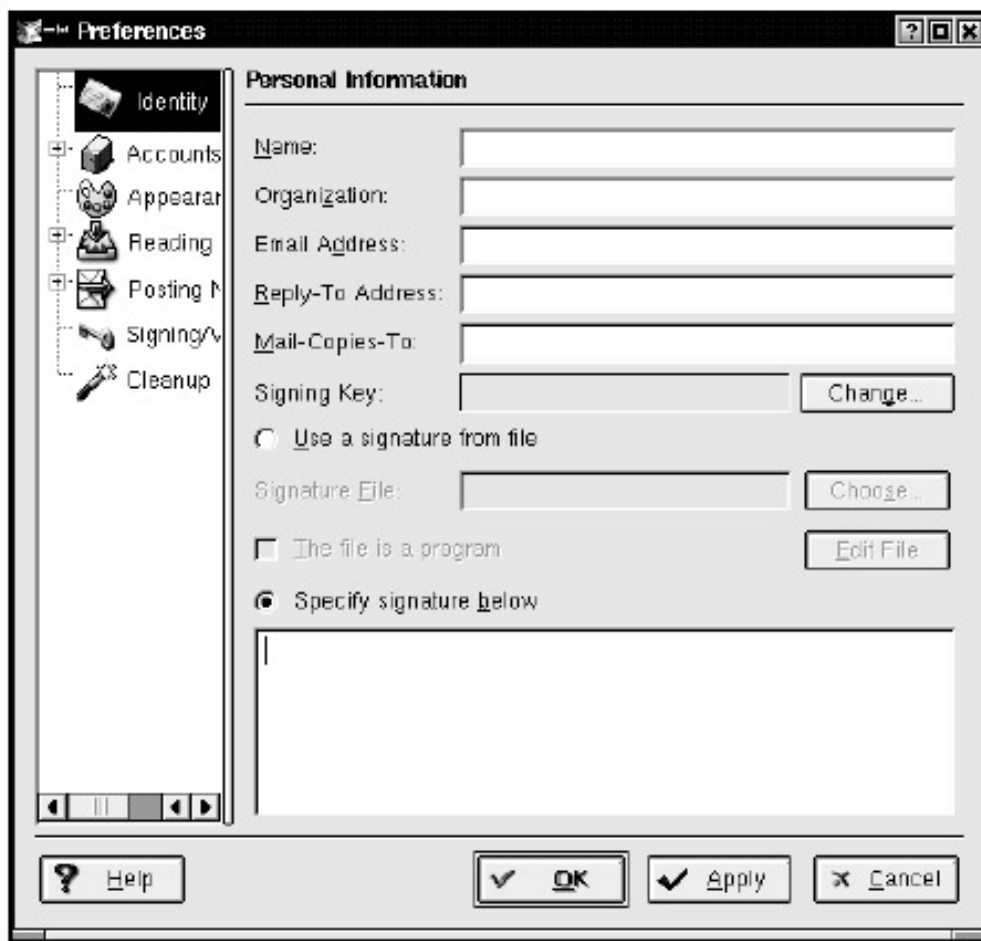 Preferences
Identity
Accounts
Appearar
Reading
Posting N
Signing/V
Cleanup
Personal Information
Name:
Organization:
Email Address:
Reply-To Address:
Mail-Copies-To:
Signing Key:
Change...
Use a signature from file
Signature File:
Choose...
The file is a program
Edit File
Specify signature below
Help
OK
Apply
Cancel